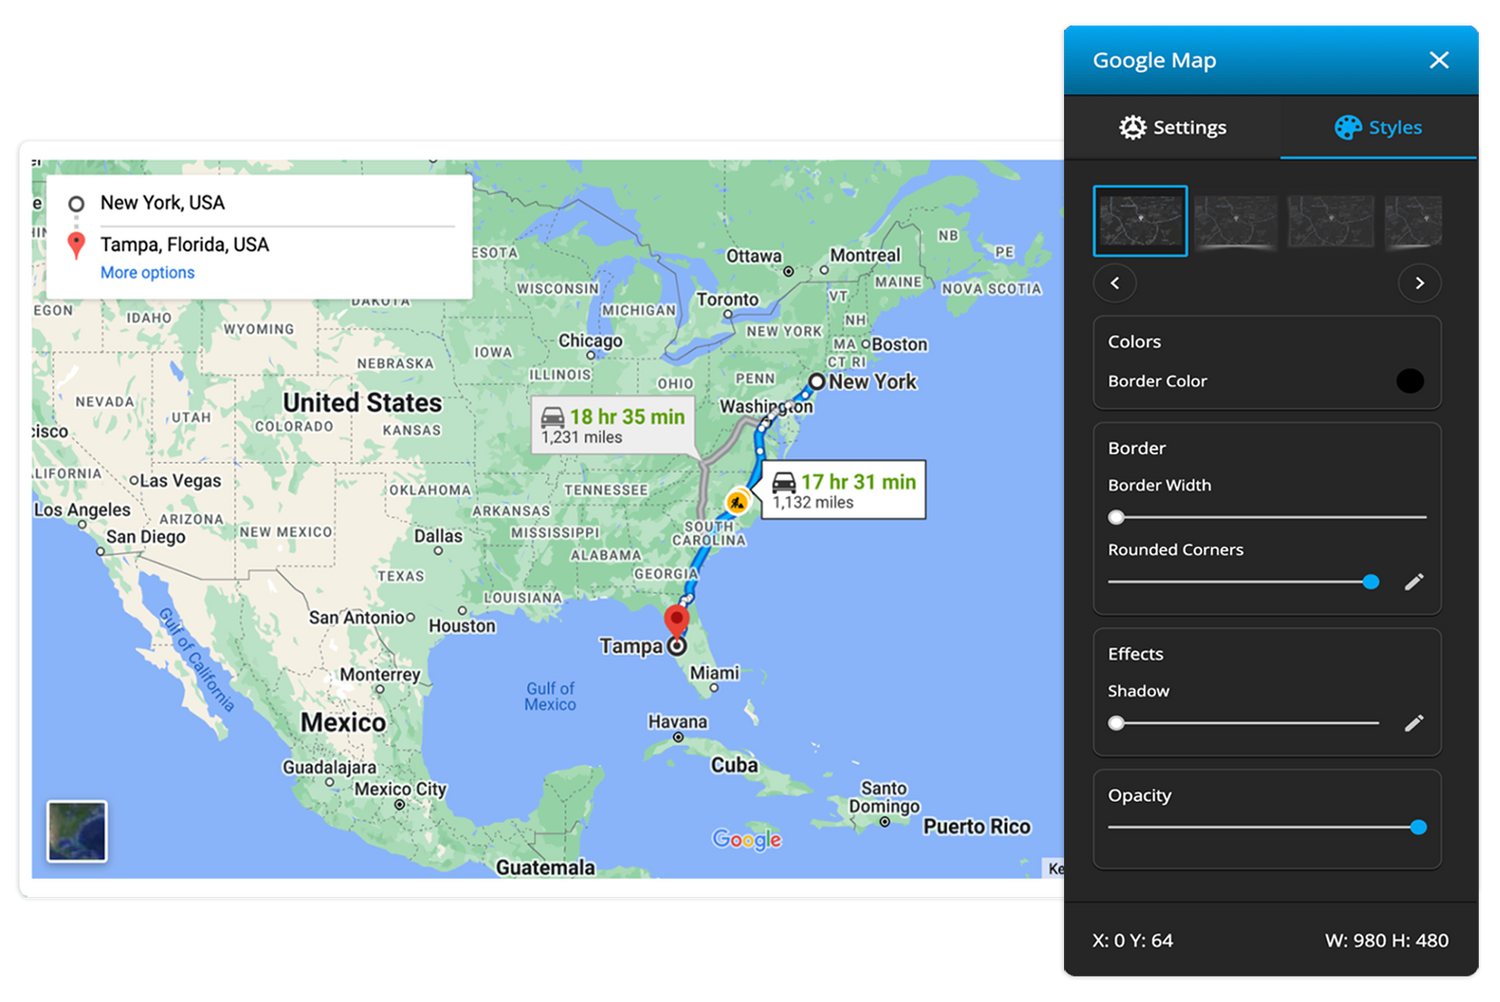 New York, USA
Tampa, Florida, USA
More options
NB
PE
Ottawa
Montreal
MAINE
NOVA SCOTIA
WISCONSIN
MICHIGAN
Toronto
VT
NH
IDAHO
WYOMING
DAKOTA
NEW YORK
Chicago
MA
Boston
CT RI
IOWA
NEBRASKA
ILLINOIS
OHIO
PENN
New York
NEVADA
UTAH
United States
COLORADO
KANSAS
Washington
18 hr 35 min
1,231 miles
17 hr 31 min
1,132 miles
Las Vegas
Los Angeles
San Diego
ARIZONA
NEW MEXICO
OKLAHOMA
TENNESSEE
ARKANSAS
MISSISSIPPI
SOUTH
CAROLINA
Dallas
ALABAMA
TEXAS
GEORGIA
LOUISIANA
San Antonio
Houston
Tampa
Gulf of California
Monterrey
Miami
Gulf of
Mexico
Mexico
Havana
Guadalajara
Mexico City
Cuba
Santo
Domingo
Puerto Rico
Google
Guatemala
Google Map
Settings
Styles
Colors
Border Color
Border
Border Width
Rounded Corners
Effects
Shadow
Opacity
X: 0 Y: 64
W: 980 H: 480